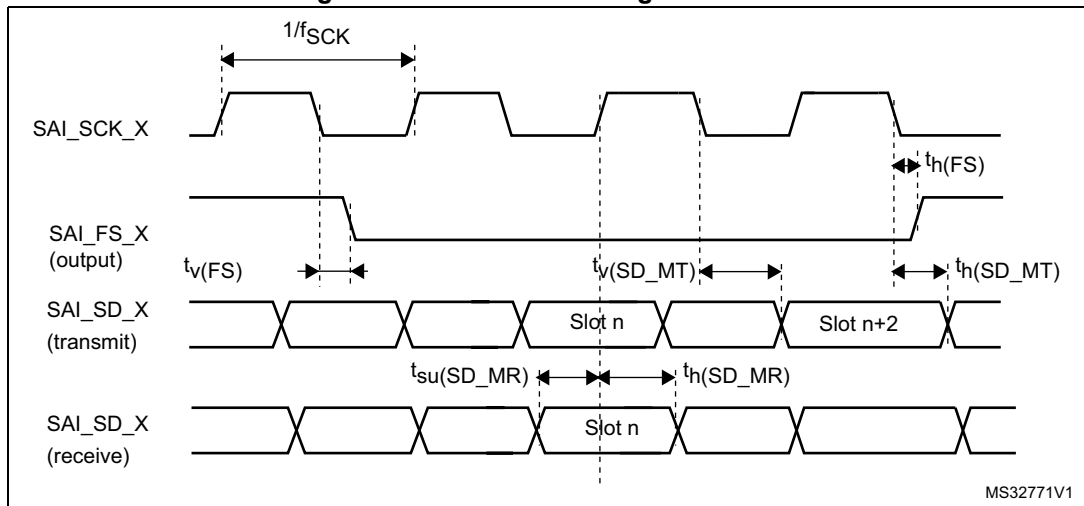 1/fSCK
SAI_SCK_X
th(FS)
SAI_FS_X
(output)
tv(FS)
tv(SD_MT)
th(SD_MT)
SAI_SD_X
(transmit)
Slot n
Slot n+2
tsu(SD_MR)
th(SD_MR)
SAI_SD_X
(receive)
Slot n
MS32771V1